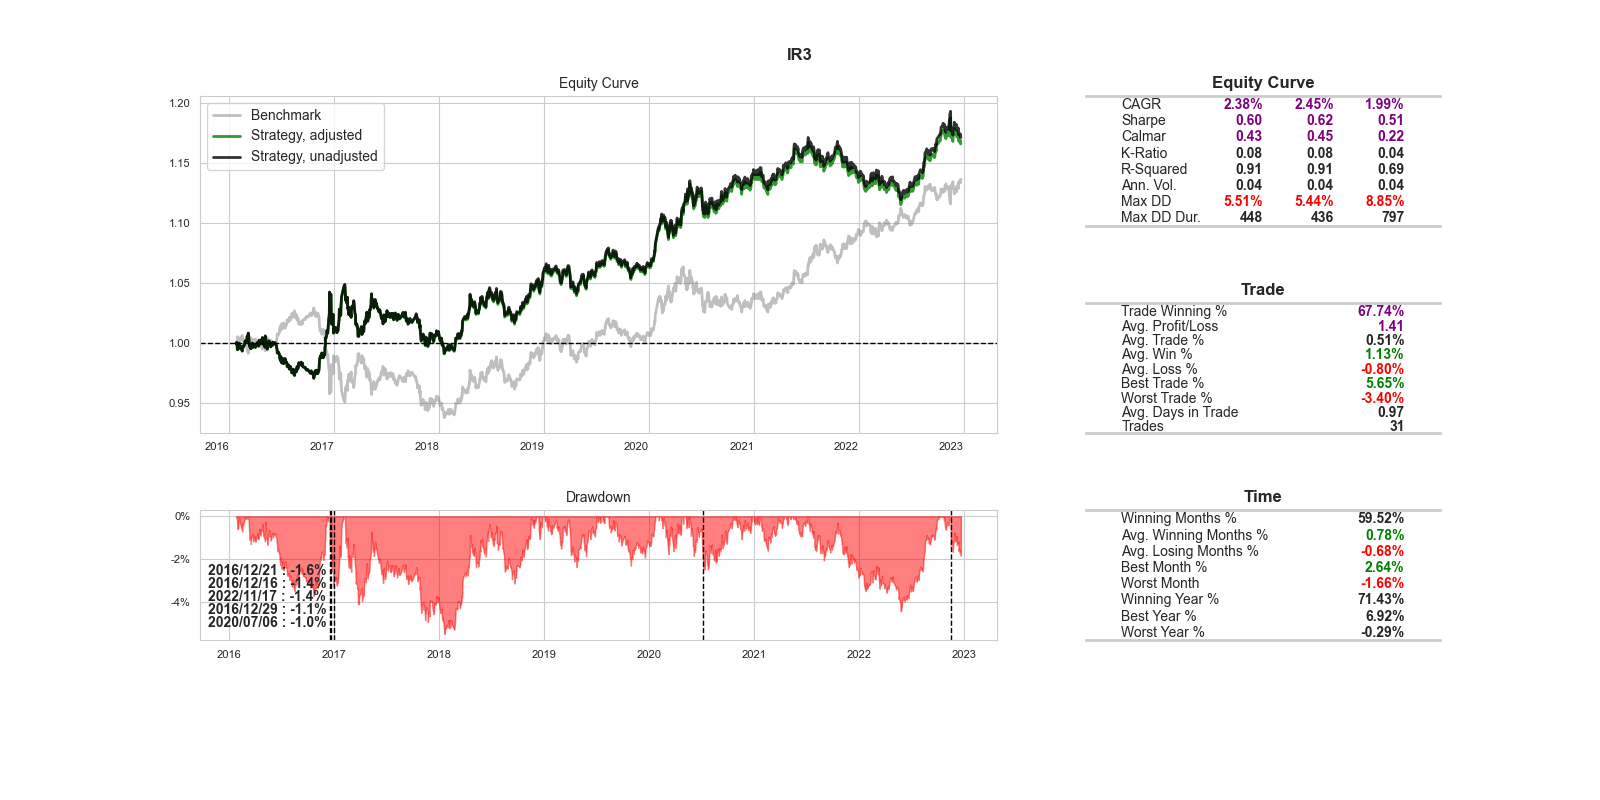 IR3
Equity Curve
Benchmark
Strategy, adjusted
Strategy, unadjusted
1.20
1.15
1.10
1.05
1.00
0.95
2016 2017 2018 2019 2020 2021 2022 2023
Drawdown
0%
-2%
-4%
2016/12/21 : -1.6%
2016/12/16 : -1.4%
2022/11/17 : -1.4%
2016/12/29 : -1.1%
2020/07/06 : -1.0%
2016 2017 2018 2019 2020 2021 2022 2023
Equity Curve
CAGR 2.38% 2.45% 1.99%
Sharpe 0.60 0.62 0.51
Calmar 0.43 0.45 0.22
K-Ratio 0.08 0.08 0.04
R-Squared 0.91 0.91 0.69
Ann. Vol. 0.04 0.04 0.04
Max DD 5.51% 5.44% 8.85%
Max DD Dur. 448 436 797
Trade
Trade Winning % 67.74%
Avg. Profit/Loss 1.41
Avg. Trade % 0.51%
Avg. Win % 1.13%
Avg. Loss % -0.80%
Best Trade % 5.65%
Worst Trade % -3.40%
Avg. Days in Trade 0.97
Trades 31
Time
Winning Months % 59.52%
Avg. Winning Months % 0.78%
Avg. Losing Months % -0.68%
Best Month % 2.64%
Worst Month -1.66%
Winning Year % 71.43%
Best Year % 6.92%
Worst Year % -0.29%